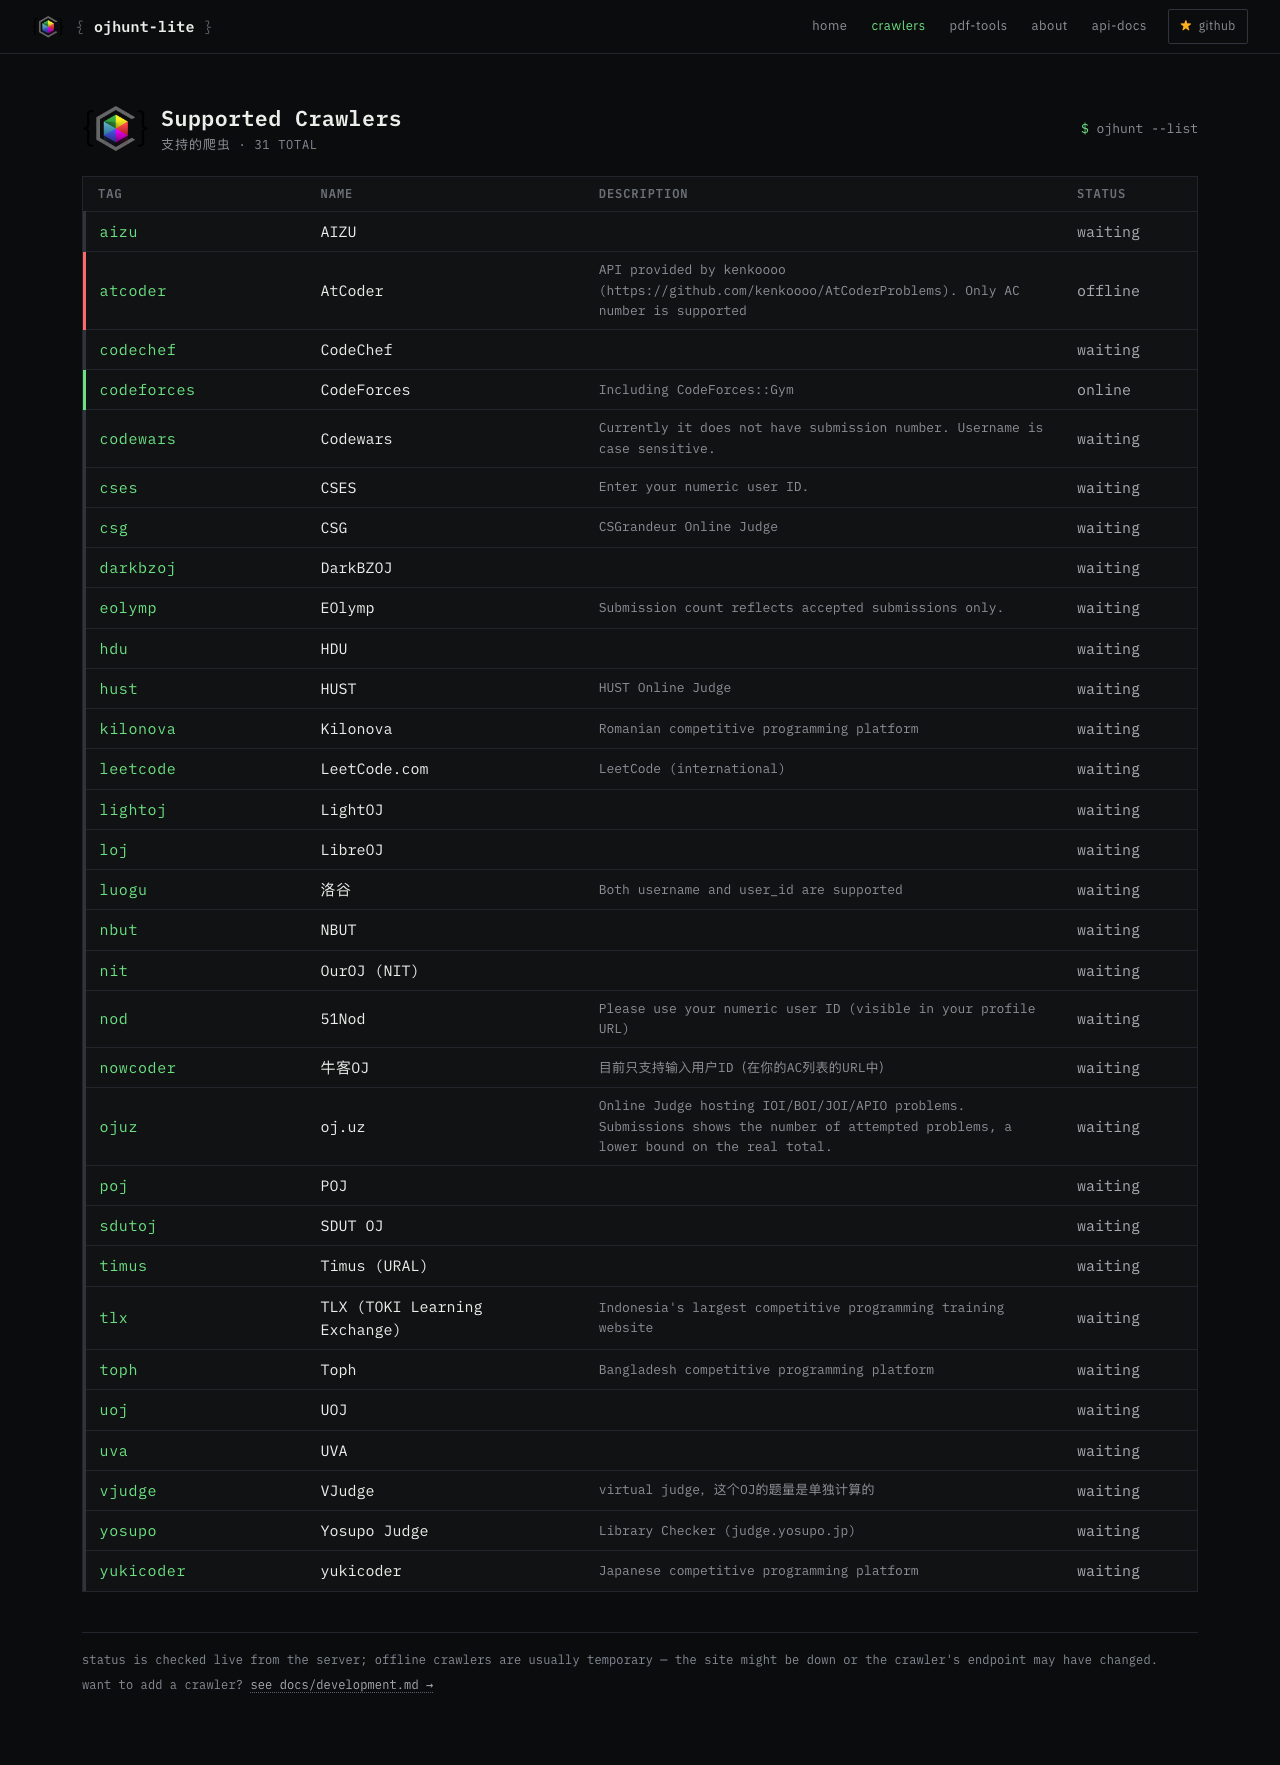 { ojhunt-lite }
home crawlers pdf-tools about api-docs github
Supported Crawlers
支持的爬虫 · 31 TOTAL
$ ojhunt --list
TAG NAME DESCRIPTION STATUS
aizu AIZU waiting
atcoder AtCoder API provided by kenkoooo
(https://github.com/kenkoooo/AtCoderProblems). Only AC
number is supported offline
codechef CodeChef waiting
codeforces CodeForces Including CodeForces::Gym online
codewars Codewars Currently it does not have submission number. Username is
case sensitive. waiting
cses CSES Enter your numeric user ID. waiting
csg CSG CSGrandeur Online Judge waiting
darkbzoj DarkBZOJ waiting
eolymp EOlymp Submission count reflects accepted submissions only. waiting
hdu HDU waiting
hust HUST HUST Online Judge waiting
kilonova Kilonova Romanian competitive programming platform waiting
leetcode LeetCode.com LeetCode (international) waiting
lightoj LightOJ waiting
loj LibreOJ waiting
luogu 洛谷 Both username and user_id are supported waiting
nbut NBUT waiting
nit OurOJ (NIT) waiting
nod 51Nod Please use your numeric user ID (visible in your profile
URL) waiting
nowcoder 牛客OJ 目前只支持输入用户ID (在你的AC列表的URL中) waiting
ojuz oj.uz Online Judge hosting IOI/BOI/JOI/APIO problems.
Submissions shows the number of attempted problems, a
lower bound on the real total. waiting
poj POJ waiting
sdutoj SDUT OJ waiting
timus Timus (URAL) waiting
tlx TLX (TOKI Learning
Exchange) Indonesia's largest competitive programming training
website waiting
toph Toph Bangladesh competitive programming platform waiting
uoj UOJ waiting
uva UVA waiting
vjudge VJudge virtual judge, 这个OJ的题量是单独计算的 waiting
yosupo Yosupo Judge Library Checker (judge.yosupo.jp) waiting
yukicoder yukicoder Japanese competitive programming platform waiting
status is checked live from the server; offline crawlers are usually temporary — the site might be down or the crawler's endpoint may have changed.
want to add a crawler? see docs/development.md →